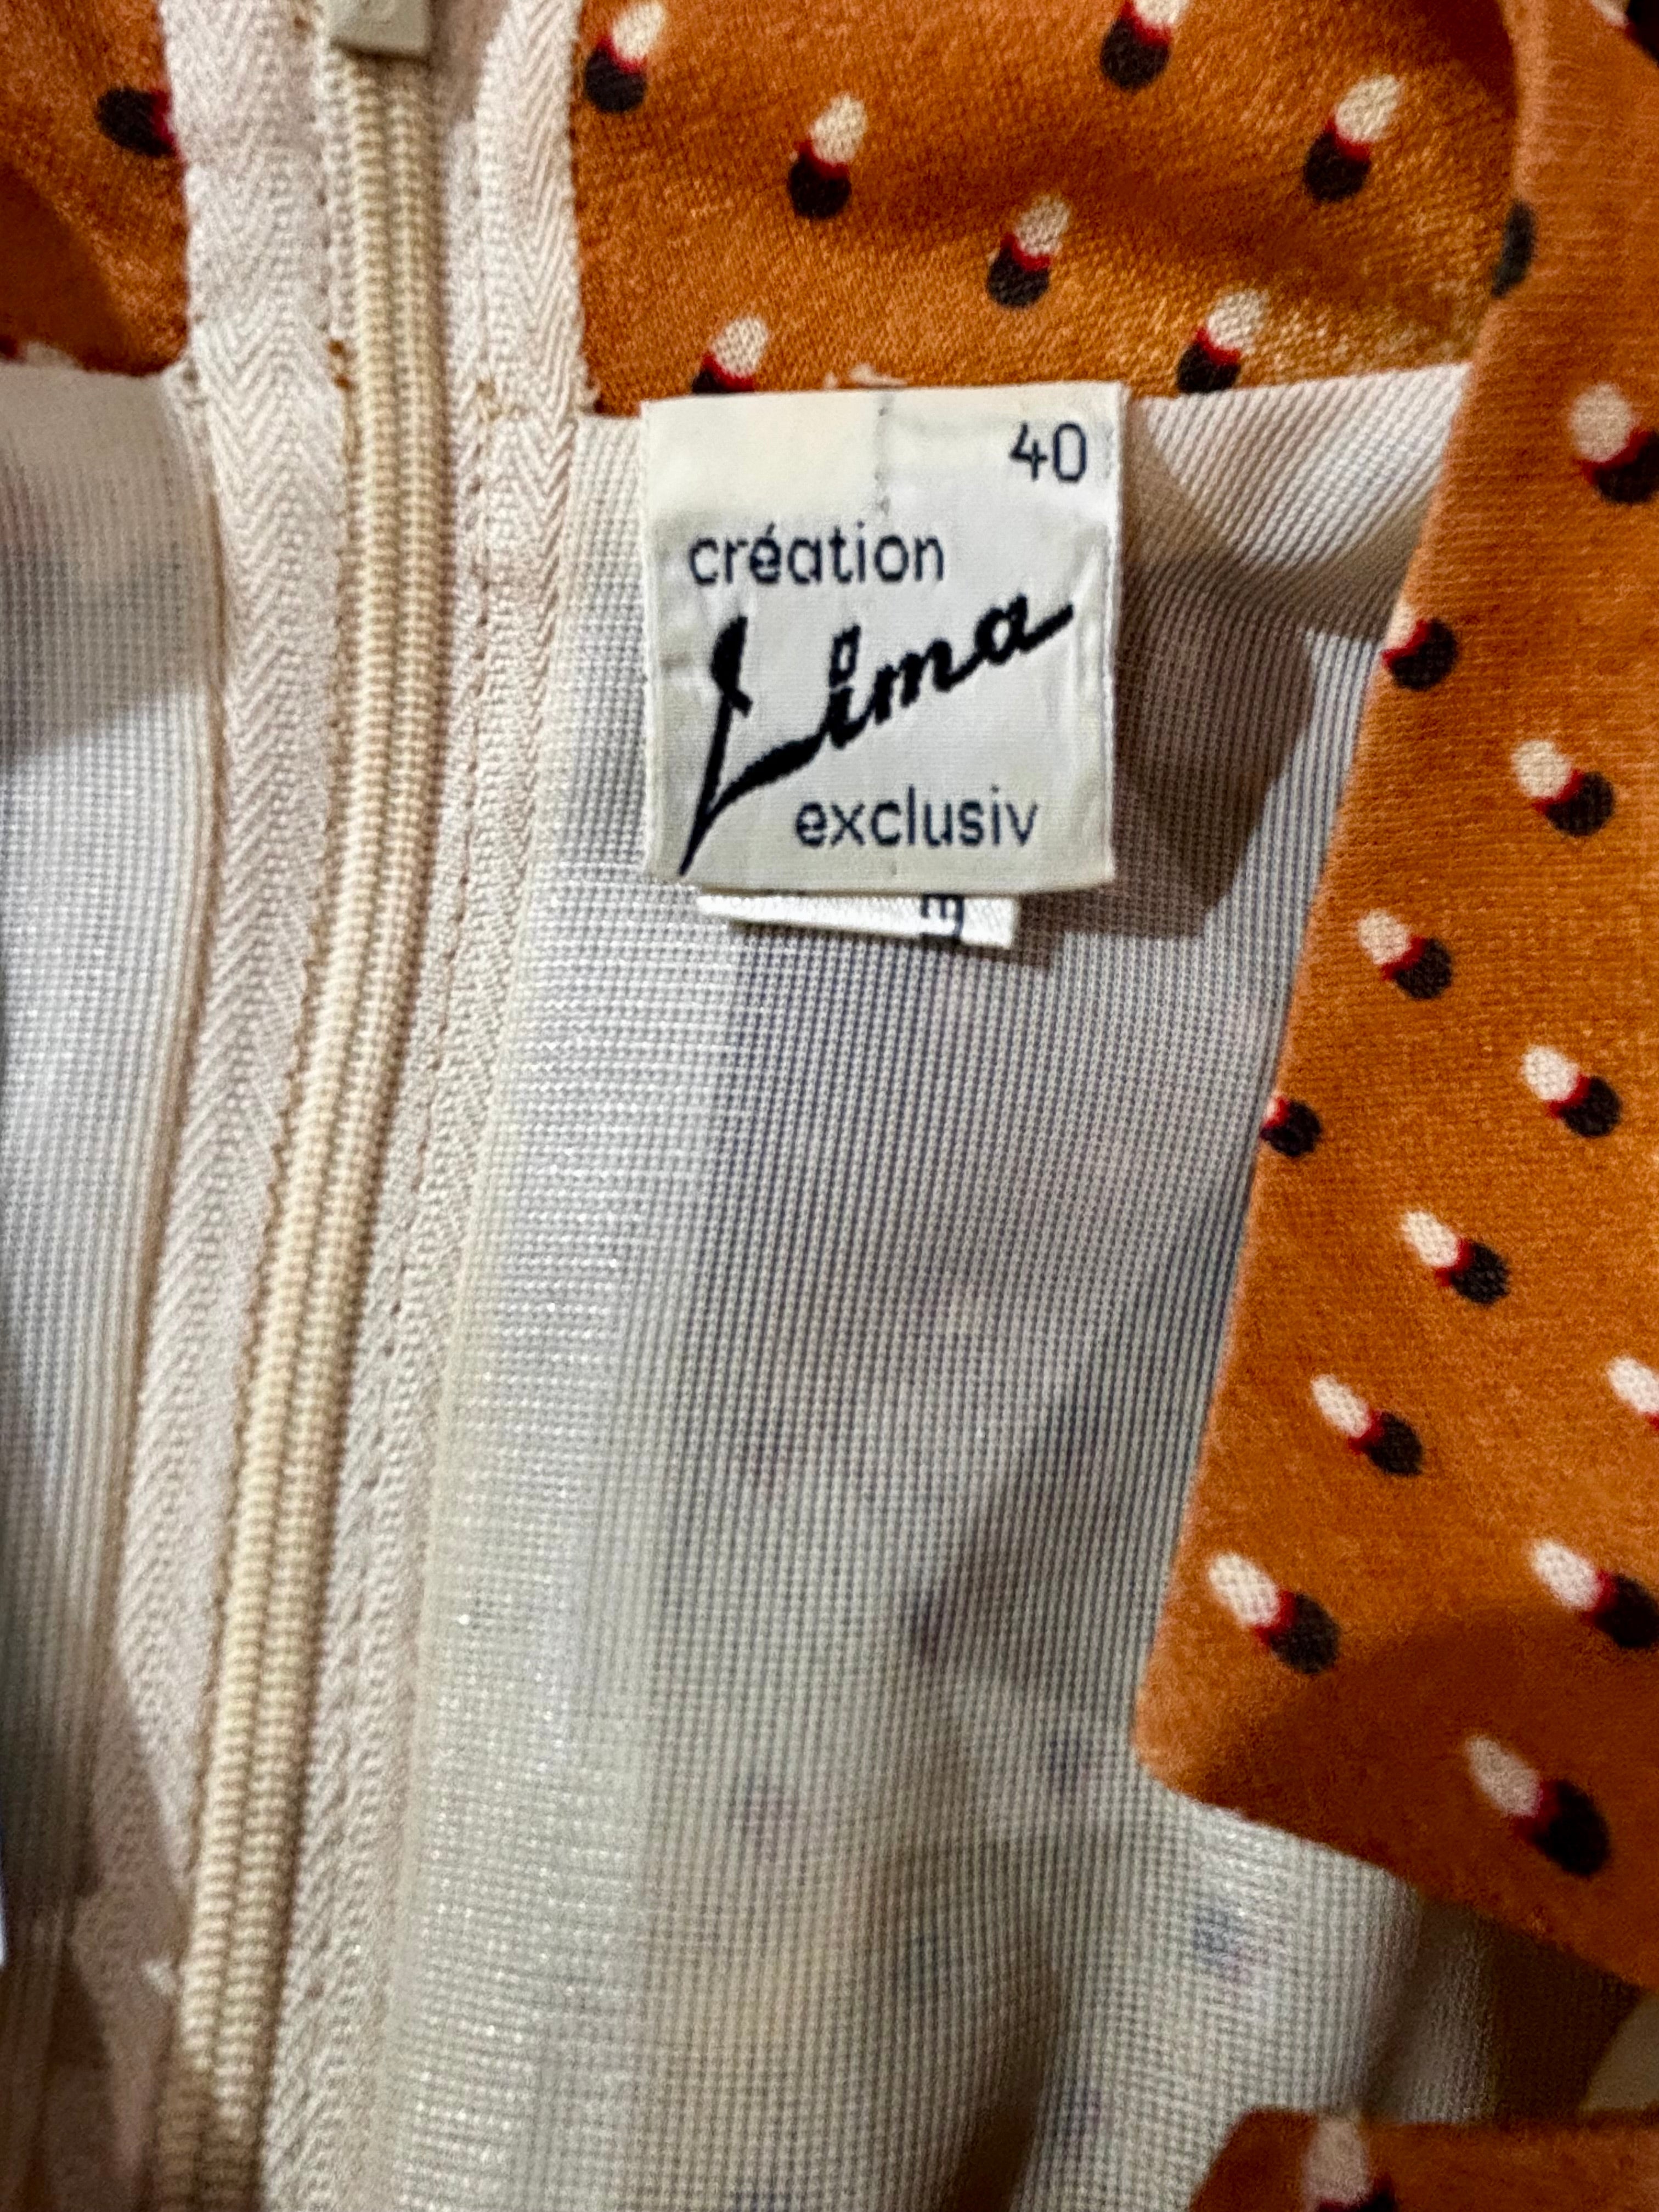 40
création
Lima
exclusiv